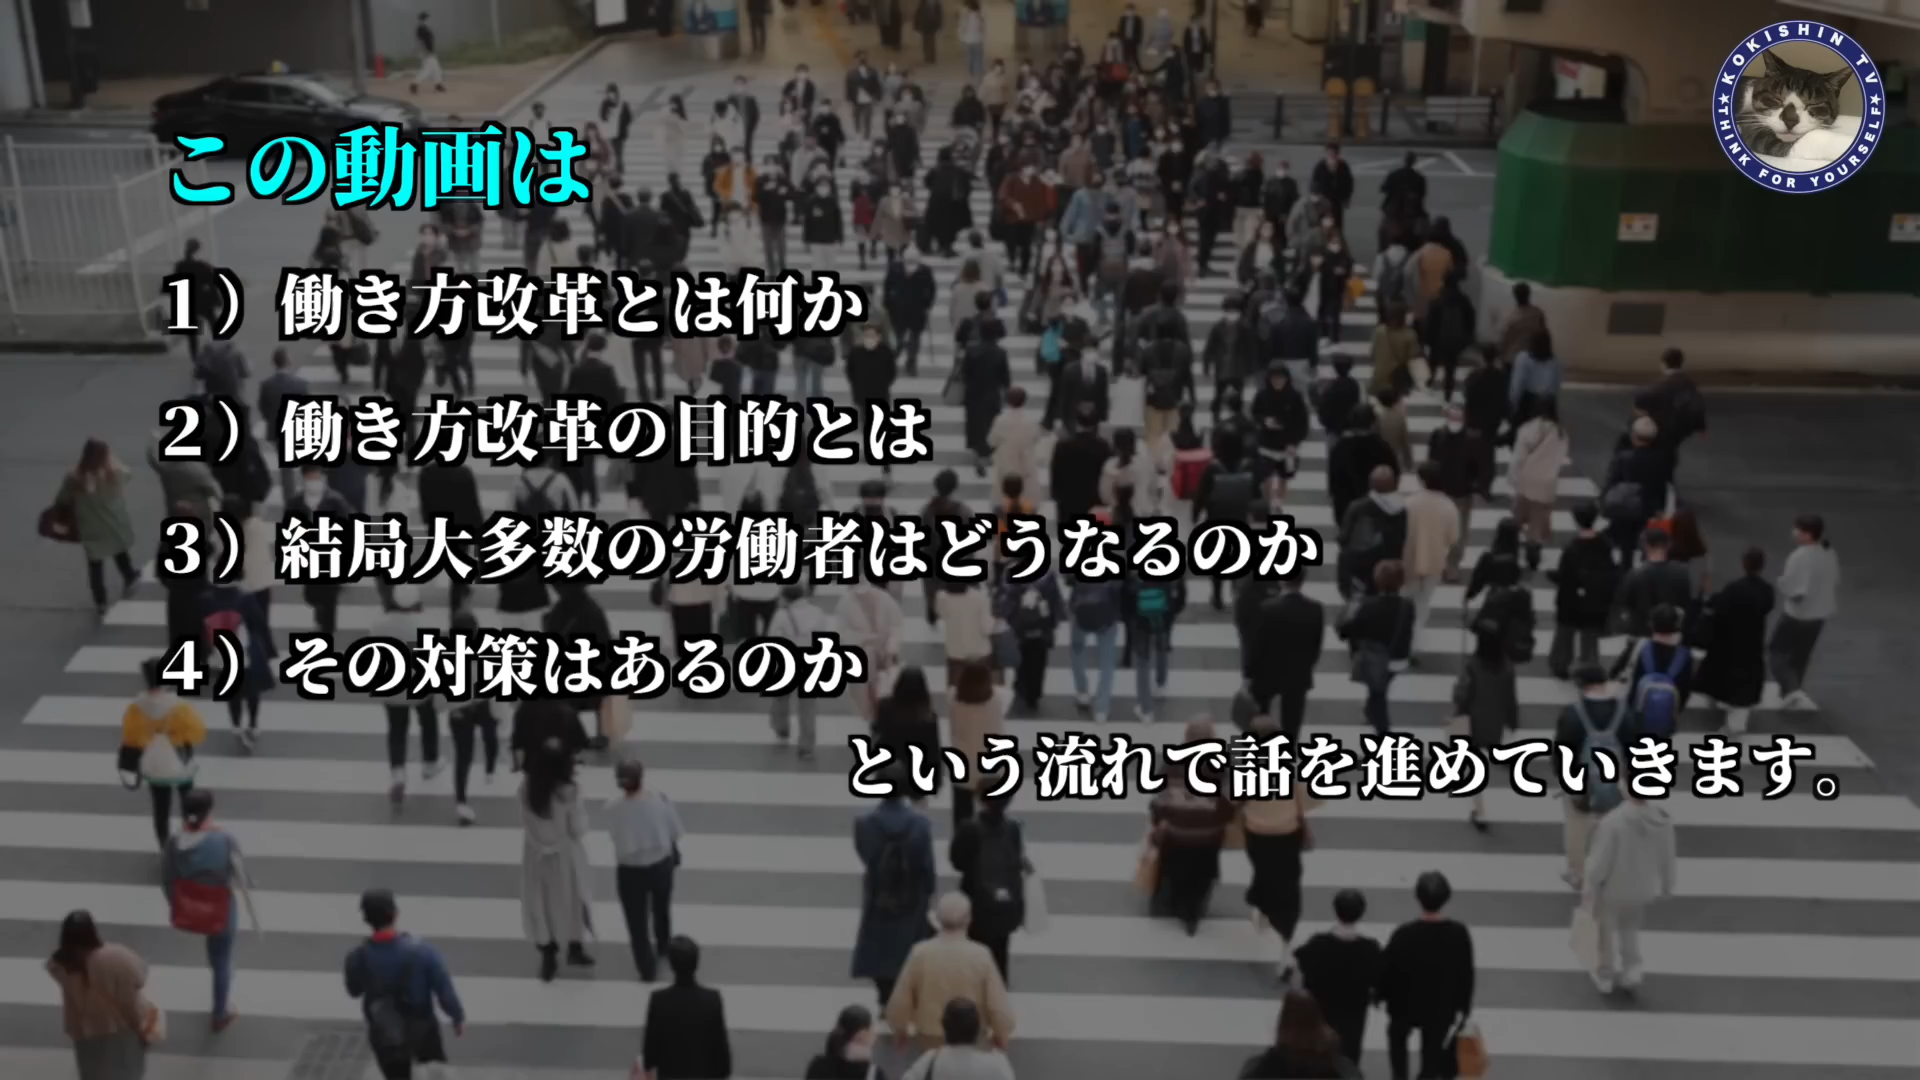 KOKISHIN TV
★THINK FOR YOURSELF★
この動画は
１）働き方改革とは何か
２）働き方改革の目的とは
３）結局大多数の労働者はどうなるのか
４）その対策はあるのか
という流れで話を進めていきます。